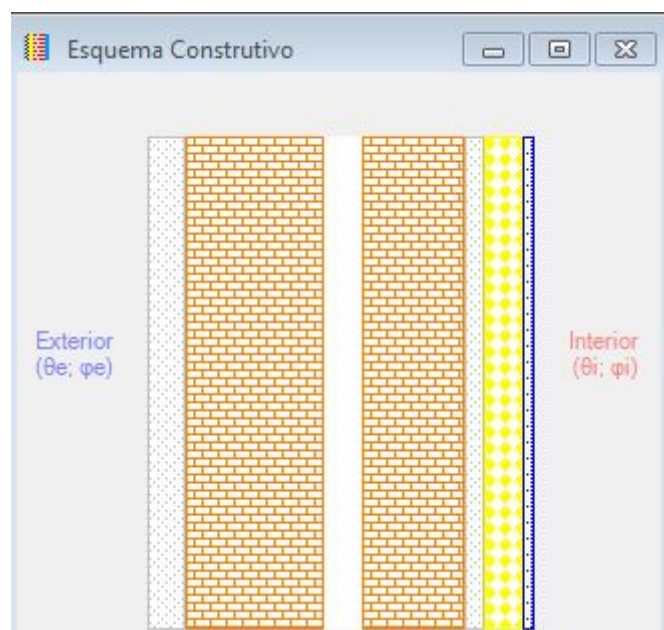 Esquema Construtivo
Exterior
(θe; φe)
Interior
(θi; φi)